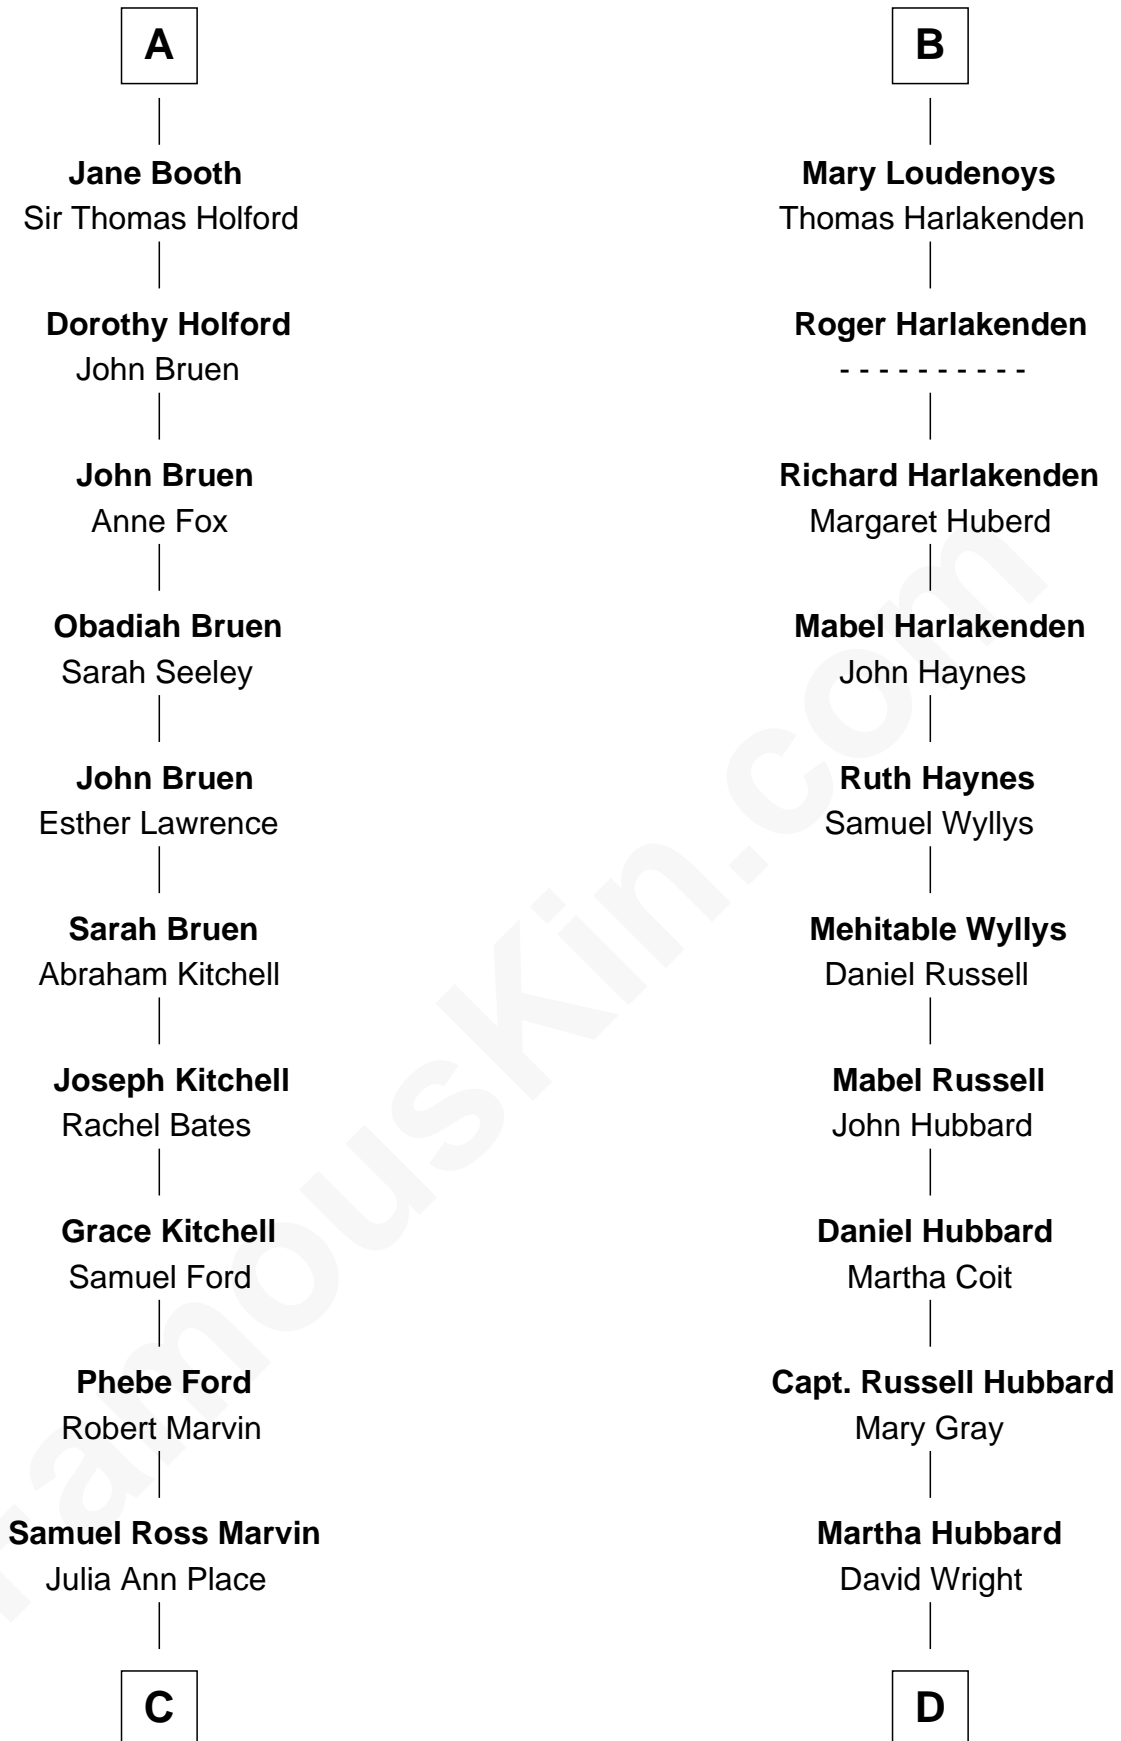 A
Jane Booth
Sir Thomas Holford
Dorothy Holford
John Bruen
John Bruen
Anne Fox
Obadiah Bruen
Sarah Seeley
John Bruen
Esther Lawrence
Sarah Bruen
Abraham Kitchell
Joseph Kitchell
Rachel Bates
Grace Kitchell
Samuel Ford
Phebe Ford
Robert Marvin
Samuel Ross Marvin
Julia Ann Place
C
B
Mary Loudenoys
Thomas Harlakenden
Roger Harlakenden
- - - - - - - - - -
Richard Harlakenden
Margaret Huberd
Mabel Harlakenden
John Haynes
Ruth Haynes
Samuel Wyllys
Mehitable Wyllys
Daniel Russell
Mabel Russell
John Hubbard
Daniel Hubbard
Martha Coit
Capt. Russell Hubbard
Mary Gray
Martha Hubbard
David Wright
D
FamousKin.com